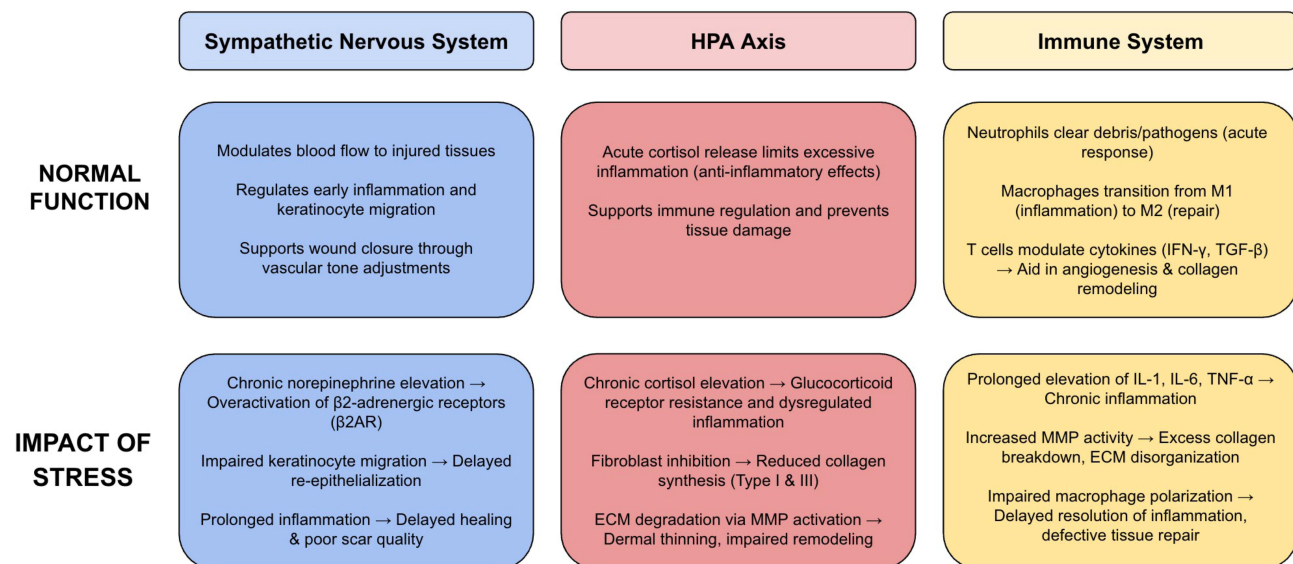 Sympathetic Nervous System
HPA Axis
Immune System
NORMAL
FUNCTION
Modulates blood flow to injured tissues
Regulates early inflammation and
keratinocyte migration
Supports wound closure through
vascular tone adjustments
Acute cortisol release limits excessive
inflammation (anti-inflammatory effects)
Supports immune regulation and prevents
tissue damage
Neutrophils clear debris/pathogens (acute
response)
Macrophages transition from M1
(inflammation) to M2 (repair)
T cells modulate cytokines (IFN-γ, TGF-β)
→ Aid in angiogenesis & collagen
remodeling
IMPACT OF
STRESS
Chronic norepinephrine elevation →
Overactivation of β2-adrenergic receptors
(β2AR)
Impaired keratinocyte migration → Delayed
re-epithelialization
Prolonged inflammation → Delayed healing
& poor scar quality
Chronic cortisol elevation → Glucocorticoid
receptor resistance and dysregulated
inflammation
Fibroblast inhibition → Reduced collagen
synthesis (Type I & III)
ECM degradation via MMP activation →
Dermal thinning, impaired remodeling
Prolonged elevation of IL-1, IL-6, TNF-α →
Chronic inflammation
Increased MMP activity → Excess collagen
breakdown, ECM disorganization
Impaired macrophage polarization →
Delayed resolution of inflammation,
defective tissue repair